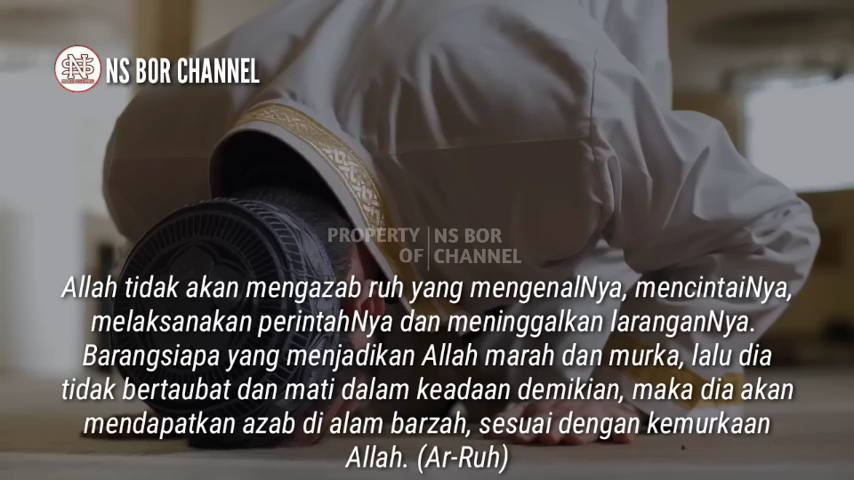 NS BOR CHANNEL
PROPERTY OF | NS BOR CHANNEL
Allah tidak akan mengazab ruh yang mengenalNya, mencintaiNya,
melaksanakan perintahNya dan meninggalkan laranganNya.
Barangsiapa yang menjadikan Allah marah dan murka, lalu dia
tidak bertaubat dan mati dalam keadaan demikian, maka dia akan
mendapatkan azab di alam barzah, sesuai dengan kemurkaan
Allah. (Ar-Ruh)